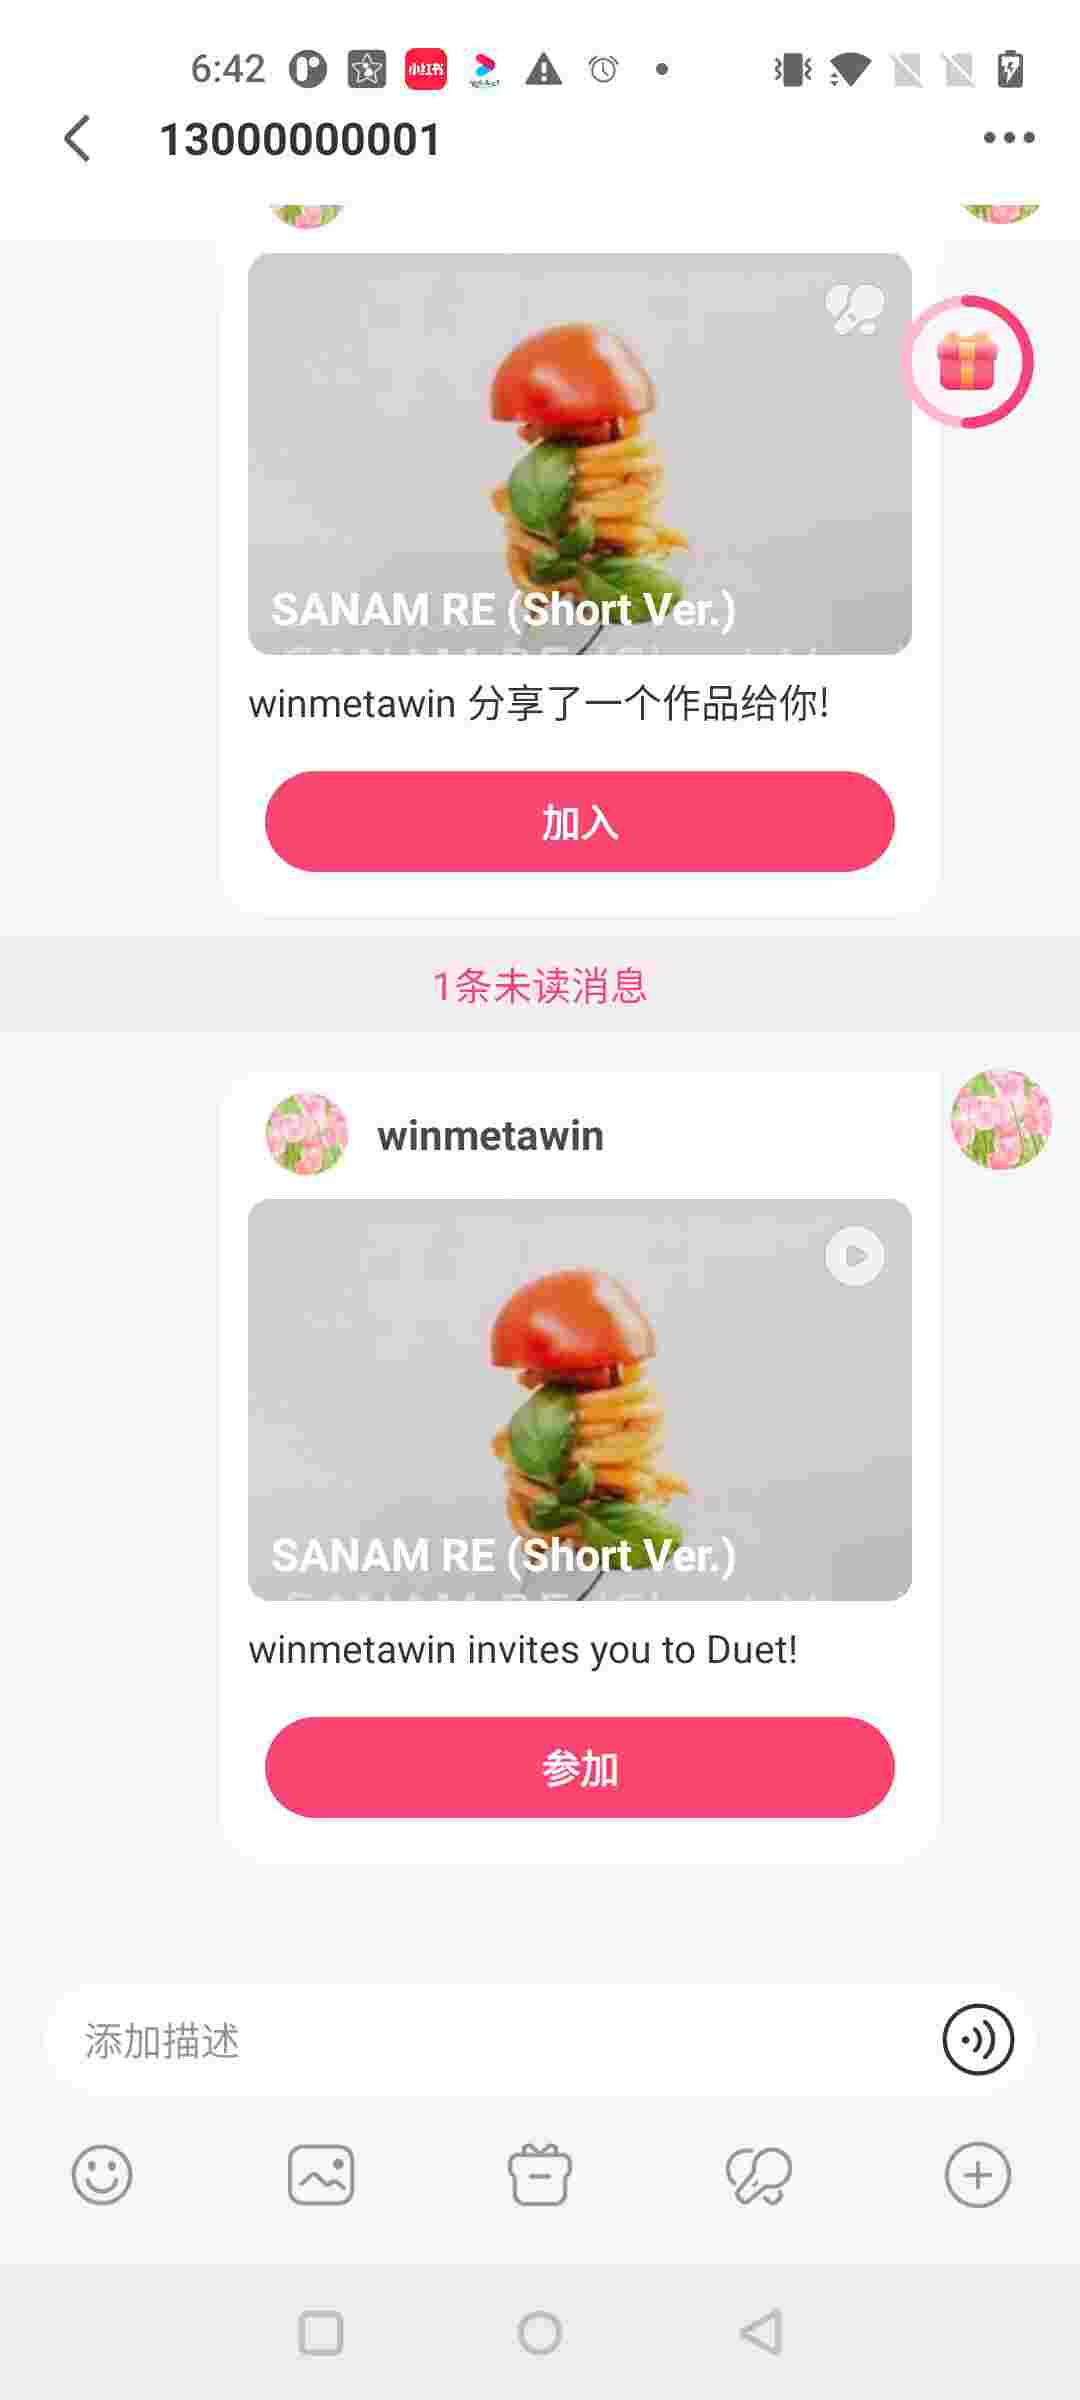 6:42
小红书
13000000001
SANAM RE (Short Ver.)
winmetawin 分享了一个作品给你!
加入
1条未读消息
winmetawin
SANAM RE (Short Ver.)
winmetawin invites you to Duet!
参加
添加描述